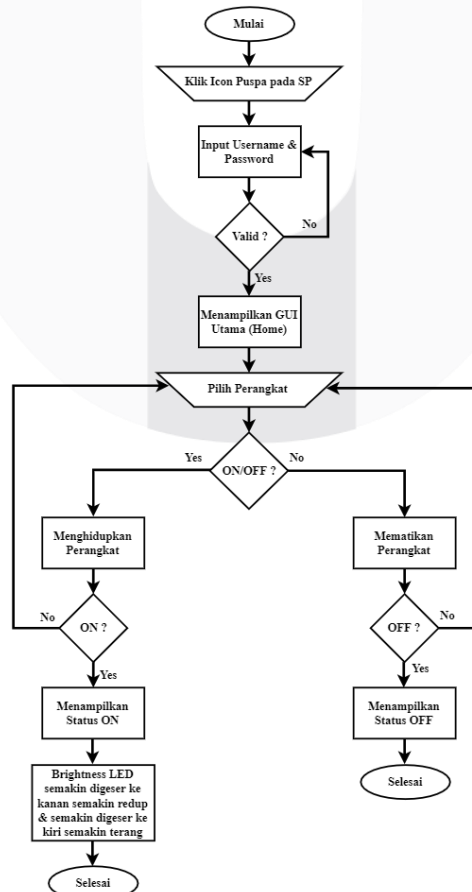 Mulai
Klik Icon Puspa pada SP
Input Username &
Password
Valid ?
No
Yes
Menampilkan GUI
Utama (Home)
Pilih Perangkat
Yes
ON/OFF ?
No
Menghidupkan
Perangkat
Mematikan
Perangkat
No
ON ?
Yes
OFF ?
No
Yes
Menampilkan
Status ON
Menampilkan
Status OFF
Brightness LED
semakin digeser ke
kanan semakin redup
& semakin digeser ke
kiri semakin terang
Selesai
Selesai